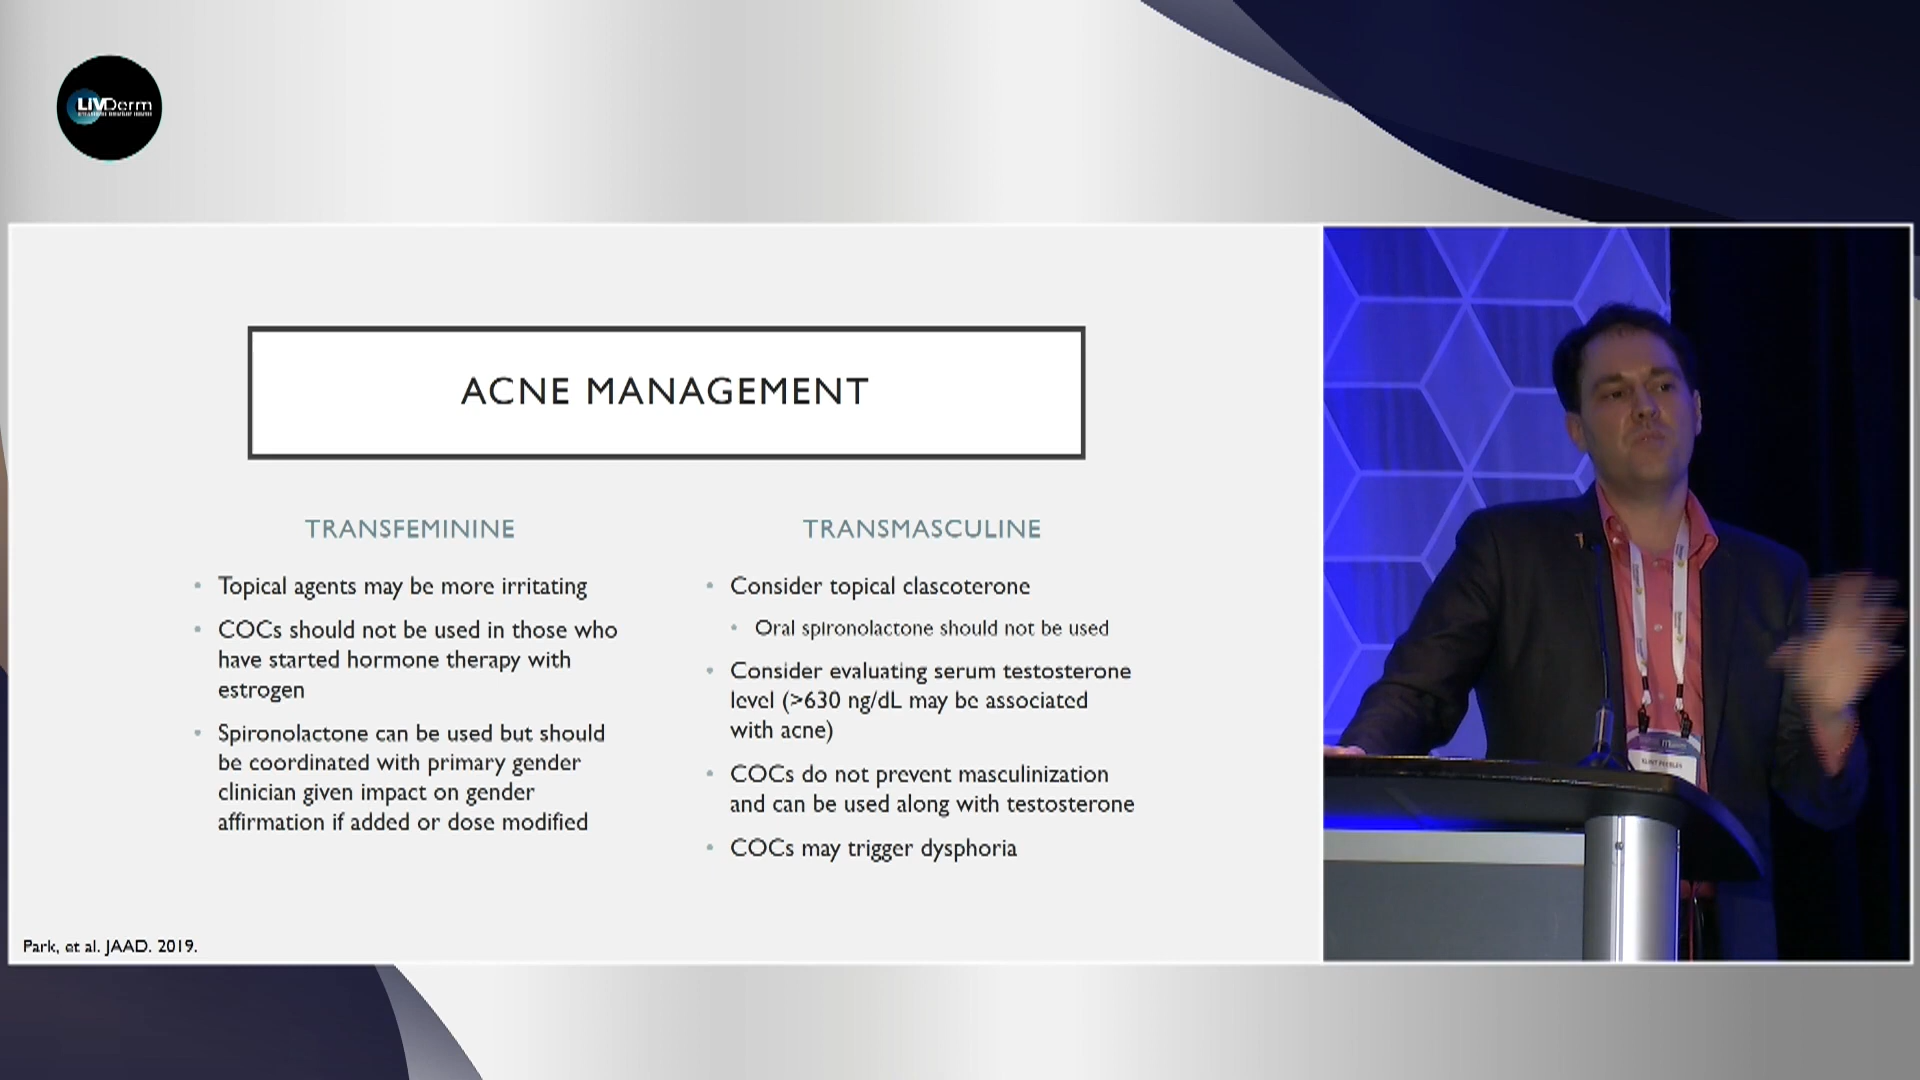 LIVDerm
ACNE MANAGEMENT
TRANSFEMININE
Topical agents may be more irritating
COCs should not be used in those who
have started hormone therapy with
estrogen
Spironolactone can be used but should
be coordinated with primary gender
clinician given impact on gender
affirmation if added or dose modified
TRANSMASCULINE
Consider topical clascoterone
Oral spironolactone should not be used
Consider evaluating serum testosterone
level (>630 ng/dL may be associated
with acne)
COCs do not prevent masculinization
and can be used along with testosterone
COCs may trigger dysphoria
Park, et al. JAAD. 2019.